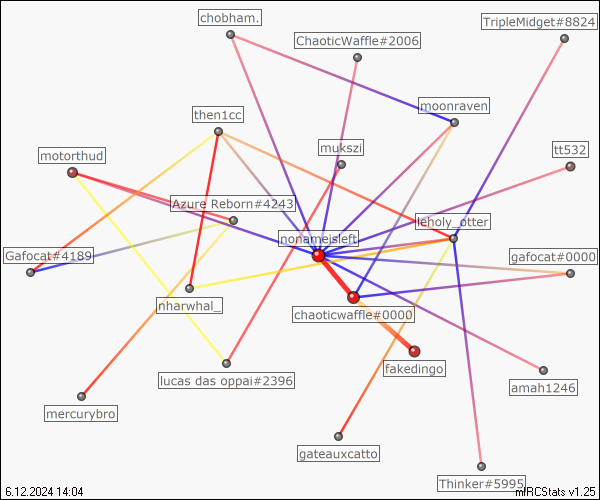 chobham.
TripleMidget#8824
ChaoticWaffle#2006
moonraven
then1cc
mukszi
motorthud
tt532
Azure Reborn#4243
leholy_otter
nonameisleft
Gafocat#4189
gafocat#0000
nharwhal_
chaoticwaffle#0000
fakedingo
lucas das oppai#2396
amah1246
mercurybro
gateauxcatto
Thinker#5995
6.12.2024 14:04
mIRCStats v1.25